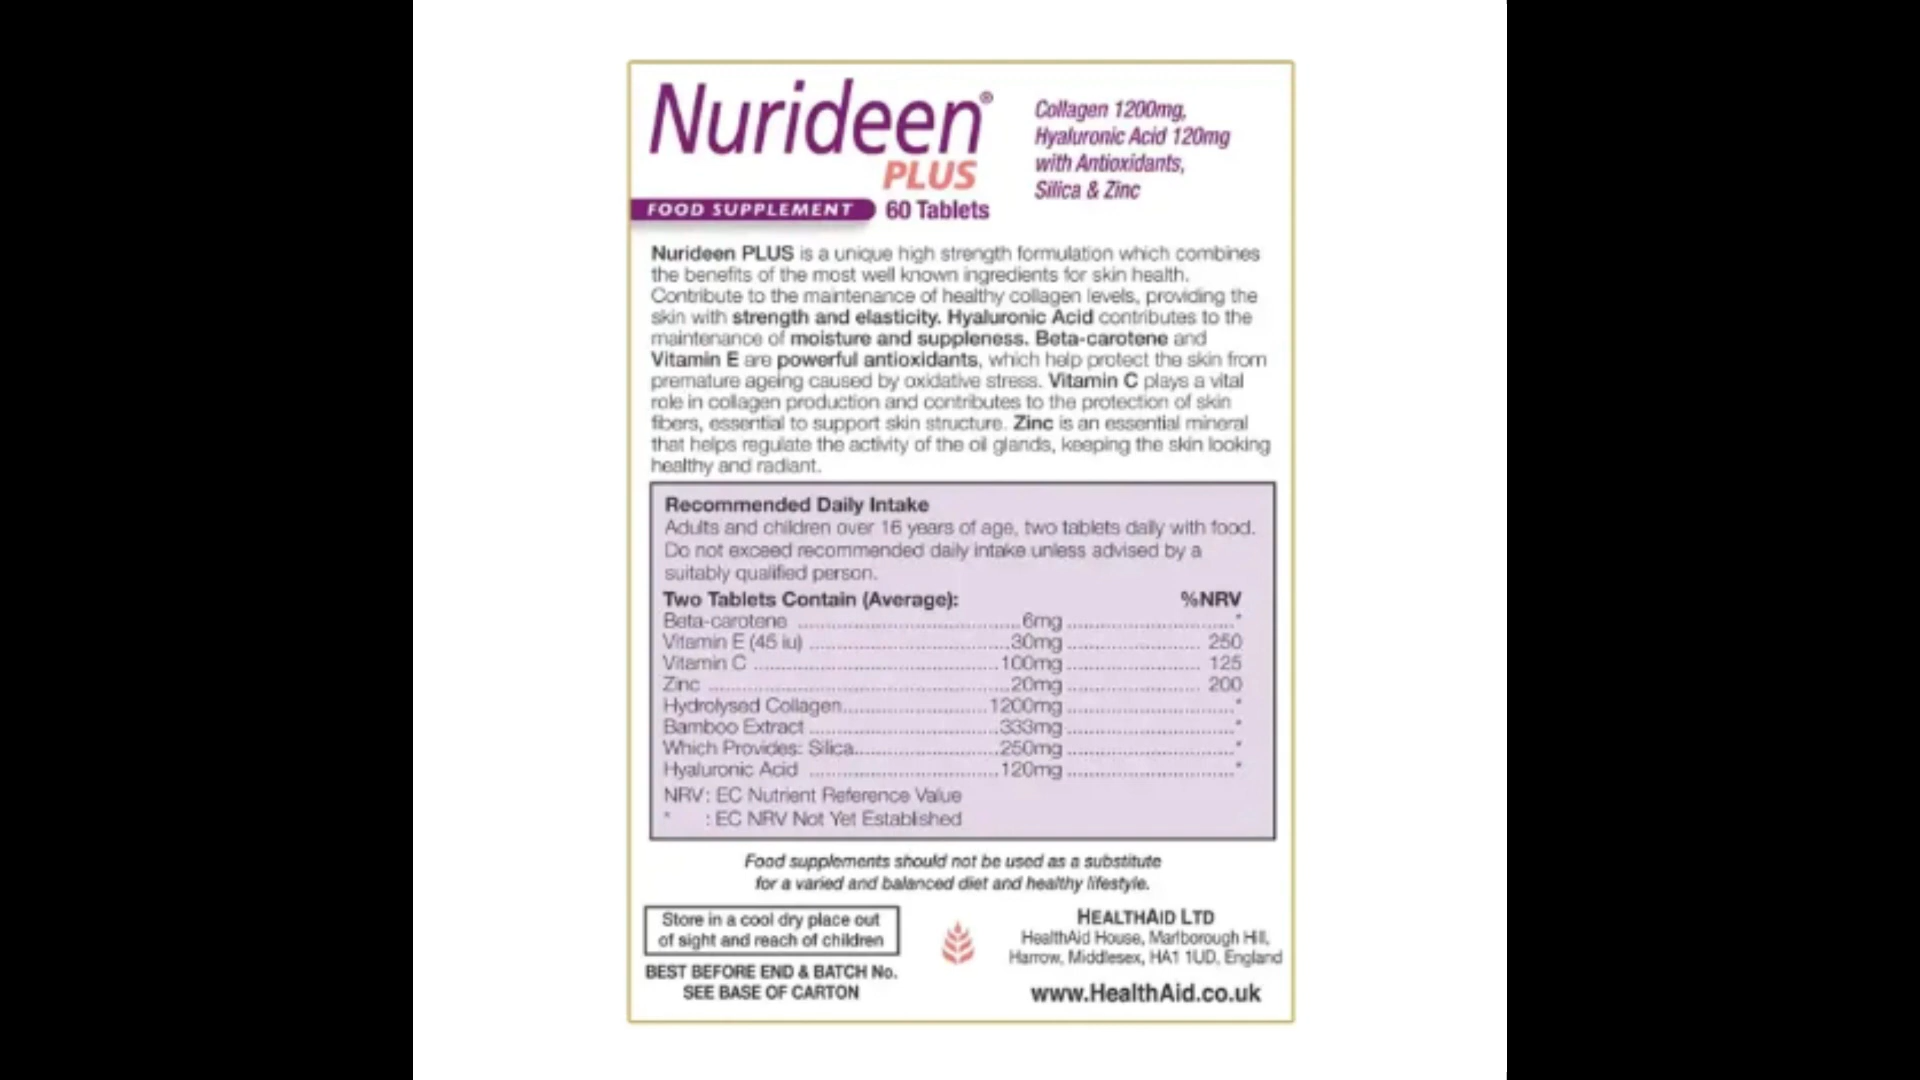 Nurideen®
PLUS
FOOD SUPPLEMENT 60 Tablets
Collagen 1200mg,
Hyaluronic Acid 120mg
with Antioxidants,
Silica & Zinc
Nurideen PLUS is a unique high strength formulation which combines
the benefits of the most well known ingredients for skin health.
Contribute to the maintenance of healthy collagen levels, providing the
skin with strength and elasticity. Hyaluronic Acid contributes to the
maintenance of moisture and suppleness. Beta-carotene and
Vitamin E are powerful antioxidants, which help protect the skin from
premature ageing caused by oxidative stress. Vitamin C plays a vital
role in collagen production and contributes to the protection of skin
fibers, essential to support skin structure. Zinc is an essential mineral
that helps regulate the activity of the oil glands, keeping the skin looking
healthy and radiant.
Recommended Daily Intake
Adults and children over 16 years of age, two tablets daily with food.
Do not exceed recommended daily intake unless advised by a
suitably qualified person.
Two Tablets Contain (Average): %NRV
Beta-carotene 6mg *
Vitamin E (45 iu) 30mg 250
Vitamin C 100mg 125
Zinc 20mg 200
Hydrolysed Collagen 1200mg *
Bamboo Extract 333mg *
Which Provides: Silica 250mg *
Hyaluronic Acid 120mg *
NRV: EC Nutrient Reference Value
* : EC NRV Not Yet Established
Food supplements should not be used as a substitute
for a varied and balanced diet and healthy lifestyle.
Store in a cool dry place out
of sight and reach of children
BEST BEFORE END & BATCH No.
SEE BASE OF CARTON
HEALTHAID LTD
HealthAid House, Marlborough Hill,
Harrow, Middlesex, HA1 1UD, England
www.HealthAid.co.uk